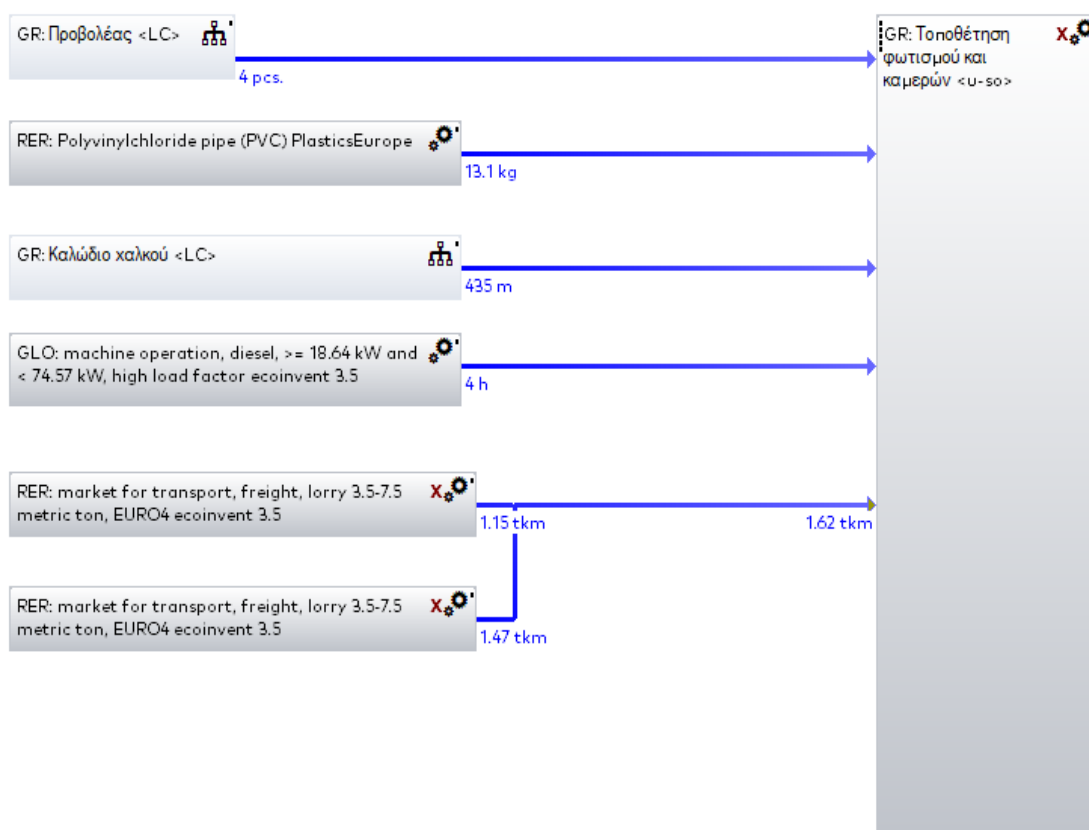 GR: Προβολέας <LC>
4 pcs.
GR: Τοποθέτηση
φωτισμού και
καμερών <u-so>
RER: Polyvinylchloride pipe (PVC) PlasticsEurope
13.1 kg
GR: Καλώδιο χαλκού <LC>
435 m
GLO: machine operation, diesel, >= 18.64 kW and
< 74.57 kW, high load factor ecoinvent 3.5
4 h
RER: market for transport, freight, lorry 3.5-7.5
metric ton, EURO4 ecoinvent 3.5
1.15 tkm
1.62 tkm
RER: market for transport, freight, lorry 3.5-7.5
metric ton, EURO4 ecoinvent 3.5
1.47 tkm